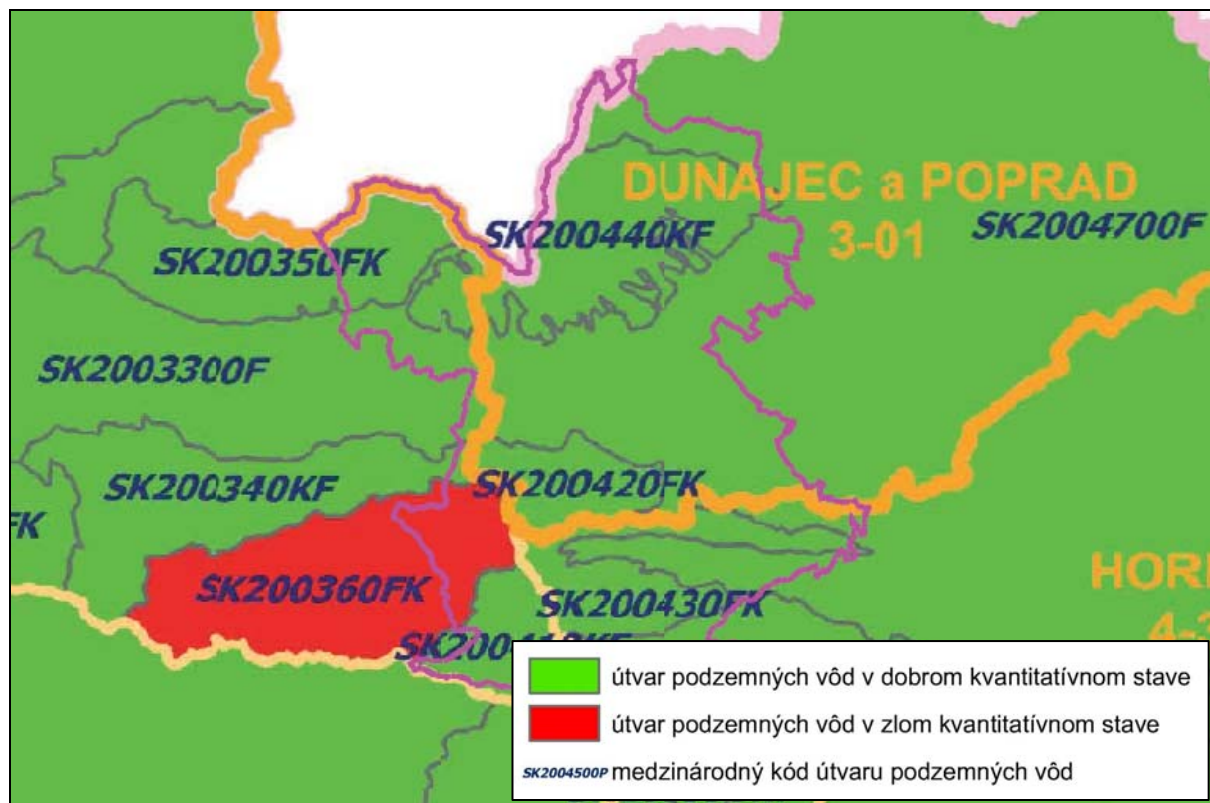 DUNAJEC a POPRAD
3-01
SK200440KF
SK2004700F
SK200350FK
SK2003300F
SK200340KF
SK200420FK
FK
SK200360FK
SK200430FK
HOR
útvar podzemných vôd v dobrom kvantitatívnom stave
útvar podzemných vôd v zlom kvantitatívnom stave
SK2004500P medzinárodný kód útvaru podzemných vôd